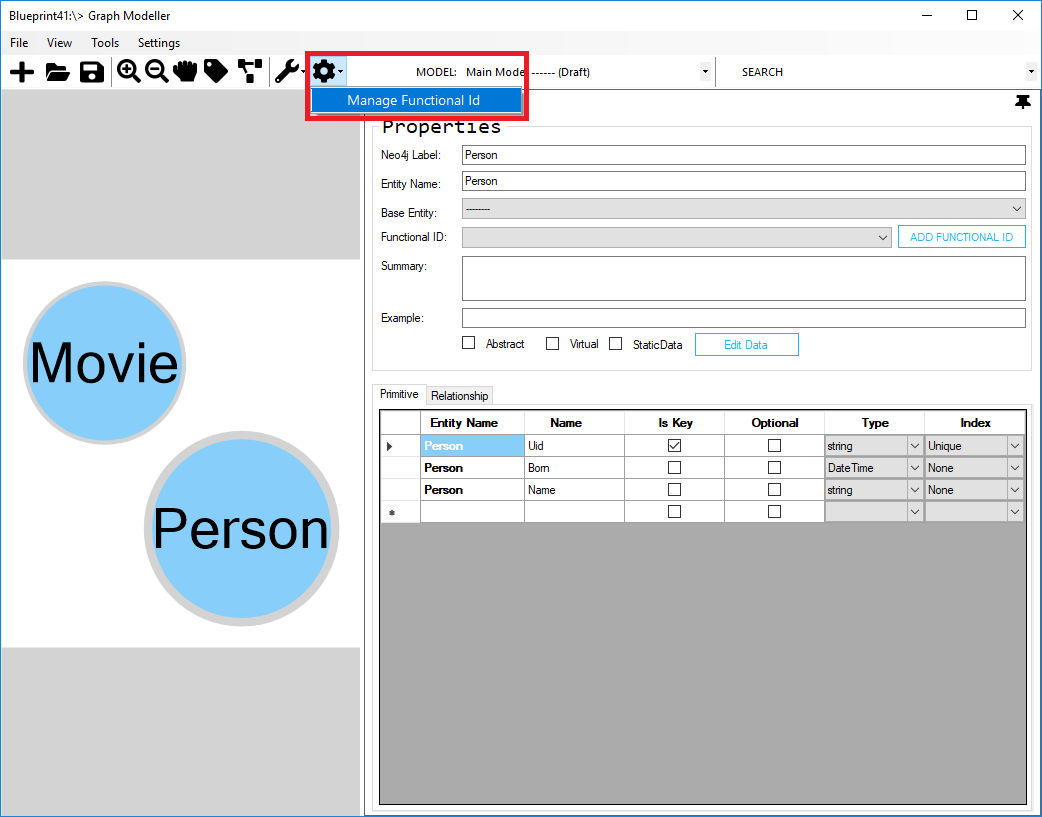 Blueprint41:\> Graph Modeller
File View Tools Settings
MODEL: Main Mode ------ (Draft) SEARCH
Manage Functional Id
Properties
Neo4j Label: Person
Entity Name: Person
Base Entity: --------
Functional ID: ADD FUNCTIONAL ID
Summary:
Example:
Abstract Virtual StaticData Edit Data
Movie
Person
Primitive Relationship
Entity Name Name Is Key Optional Type Index
Person Uid string Unique
Person Born DateTime None
Person Name string None